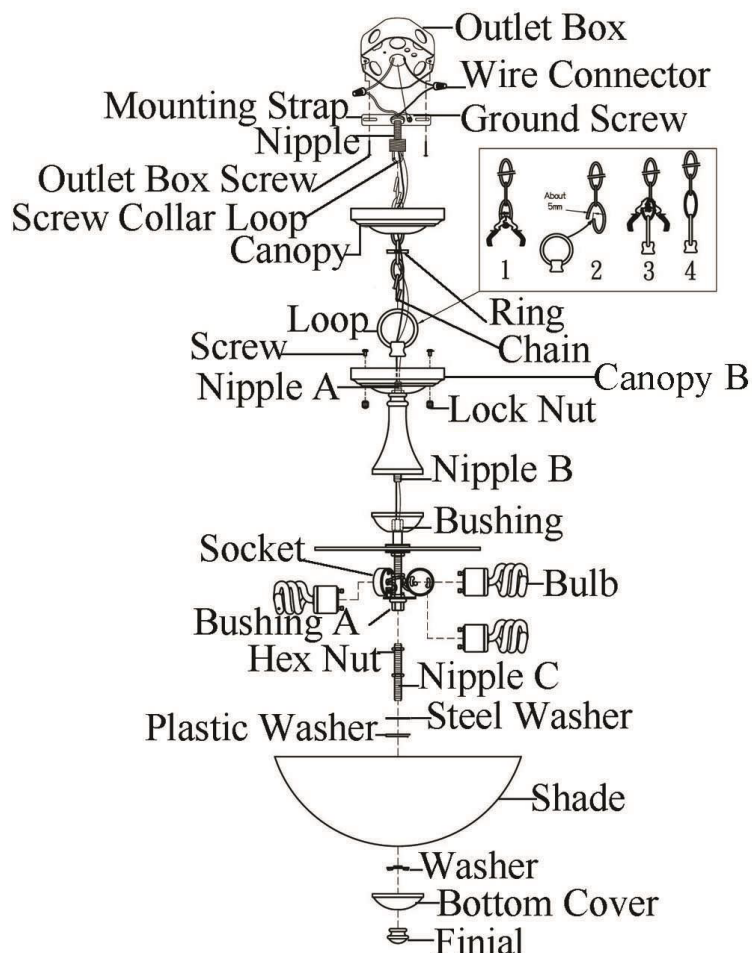 Outlet Box
Wire Connector
Mounting Strap
Ground Screw
Nipple
Outlet Box Screw
Screw Collar Loop
Canopy
About
5mm
1
2
3
4
Ring
Loop
Chain
Screw
Nipple A
Canopy B
Lock Nut
Nipple B
Bushing
Socket
Bulb
Bushing A
Hex Nut
Nipple C
Steel Washer
Plastic Washer
Shade
Washer
Bottom Cover
Finial